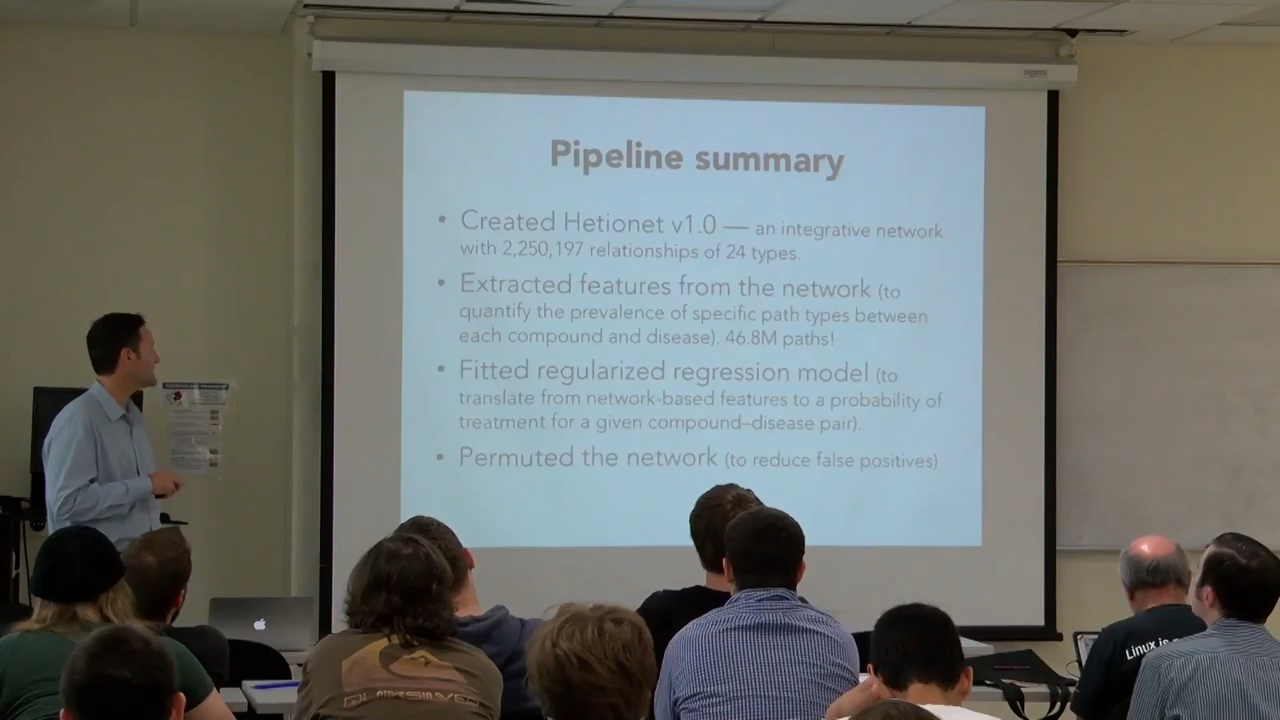 Pipeline summary
• Created Hetionet v1.0 — an integrative network
with 2,250,197 relationships of 24 types.
• Extracted features from the network (to
quantify the prevalence of specific path types between
each compound and disease). 46.8M paths!
• Fitted regularized regression model (to
translate from network-based features to a probability of
treatment for a given compound–disease pair).
• Permuted the network (to reduce false positives)
Linux is
QUIKSILVER